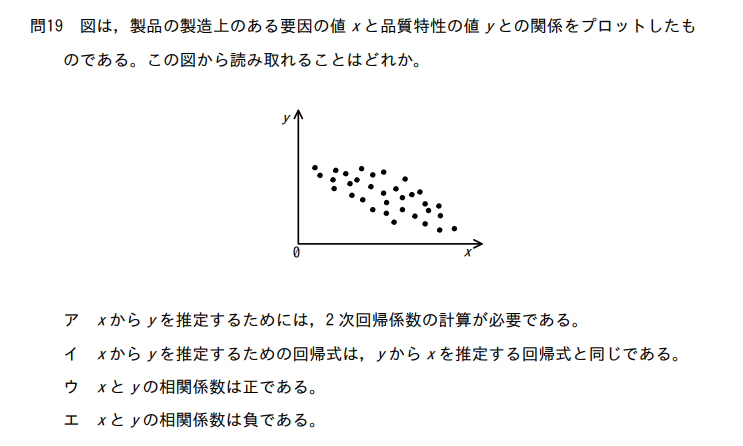 問19 図は，製品の製造上のある要因の値 x と品質特性の値 y との関係をプロットしたも
のである。この図から読み取れることはどれか。
y
0
x
ア x から y を推定するためには，2 次回帰係数の計算が必要である。
イ x から y を推定するための回帰式は，y から x を推定する回帰式と同じである。
ウ x と y の相関係数は正である。
エ x と y の相関係数は負である。